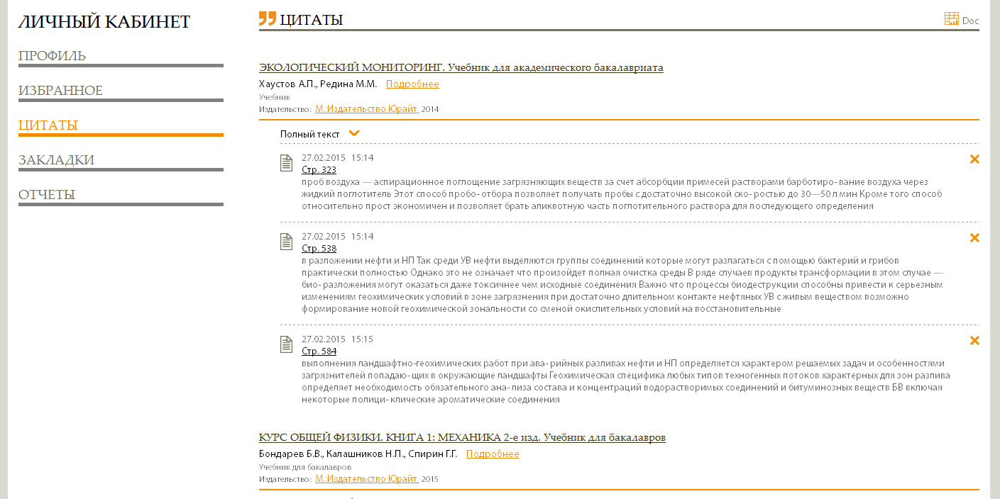 ЛИЧНЫЙ КАБИНЕТ
ПРОФИЛЬ
ИЗБРАННОЕ
ЦИТАТЫ
ЗАКЛАДКИ
ОТЧЕТЫ
ЦИТАТЫ
Doc
ЭКОЛОГИЧЕСКИЙ МОНИТОРИНГ. Учебник для академического бакалавриата
Хаустов А.П., Редина М.М. Подробнее
Учебник
Издательство: М.:Издательство Юрайт 2014
Полный текст
27.02.2015 15:14
Стр. 323
проб воздуха — аспирационное поглощение загрязняющих веществ за счет абсорбции примесей растворами барботиро- вание воздуха через
жидкий поглотитель Этот способ пробо- отбора позволяет получать пробы с достаточно высокой ско- ростью до 30—50 л мин Кроме того способ
относительно прост экономичен и позволяет брать аликвотную часть поглотительного раствора для последующего определения
27.02.2015 15:14
Стр. 538
в разложении нефти и НП Так среди УВ нефти выделяются группы соединений которые могут разлагаться с помощью бактерий и грибов
практически полностью Однако это не означает что произойдет полная очистка среды В ряде случаев продукты трансформации в этом случае —
био- разложения могут оказаться даже токсичнее чем исходные соединения Важно что процессы биодеструкции способны привести к серьезным
изменениям геохимических условий в зоне загрязнения при достаточно длительном контакте нефтяных УВ с живым веществом возможно
формирование новой геохимической зональности со сменой окислительных условий на восстановительные
27.02.2015 15:15
Стр. 584
выполнения ландшафтно-геохимических работ при ава- рийных разливах нефти и НП определяется характером решаемых задач и особенностями
загрязнителей попадаю- щих в окружающие ландшафты Геохимическая специфика любых типов техногенных потоков характерных для зон разлива
определяет необходимость обязательного ана- лиза состава и концентраций водорастворимых соединений и битуминозных веществ БВ включая
некоторые полици- клические ароматические соединения
КУРС ОБЩЕЙ ФИЗИКИ. КНИГА 1: МЕХАНИКА 2-е изд. Учебник для бакалавров
Бондарев Б.В., Калашников Н.П., Спирин Г.Г. Подробнее
Учебник для бакалавров
Издательство: М.:Издательство Юрайт 2015